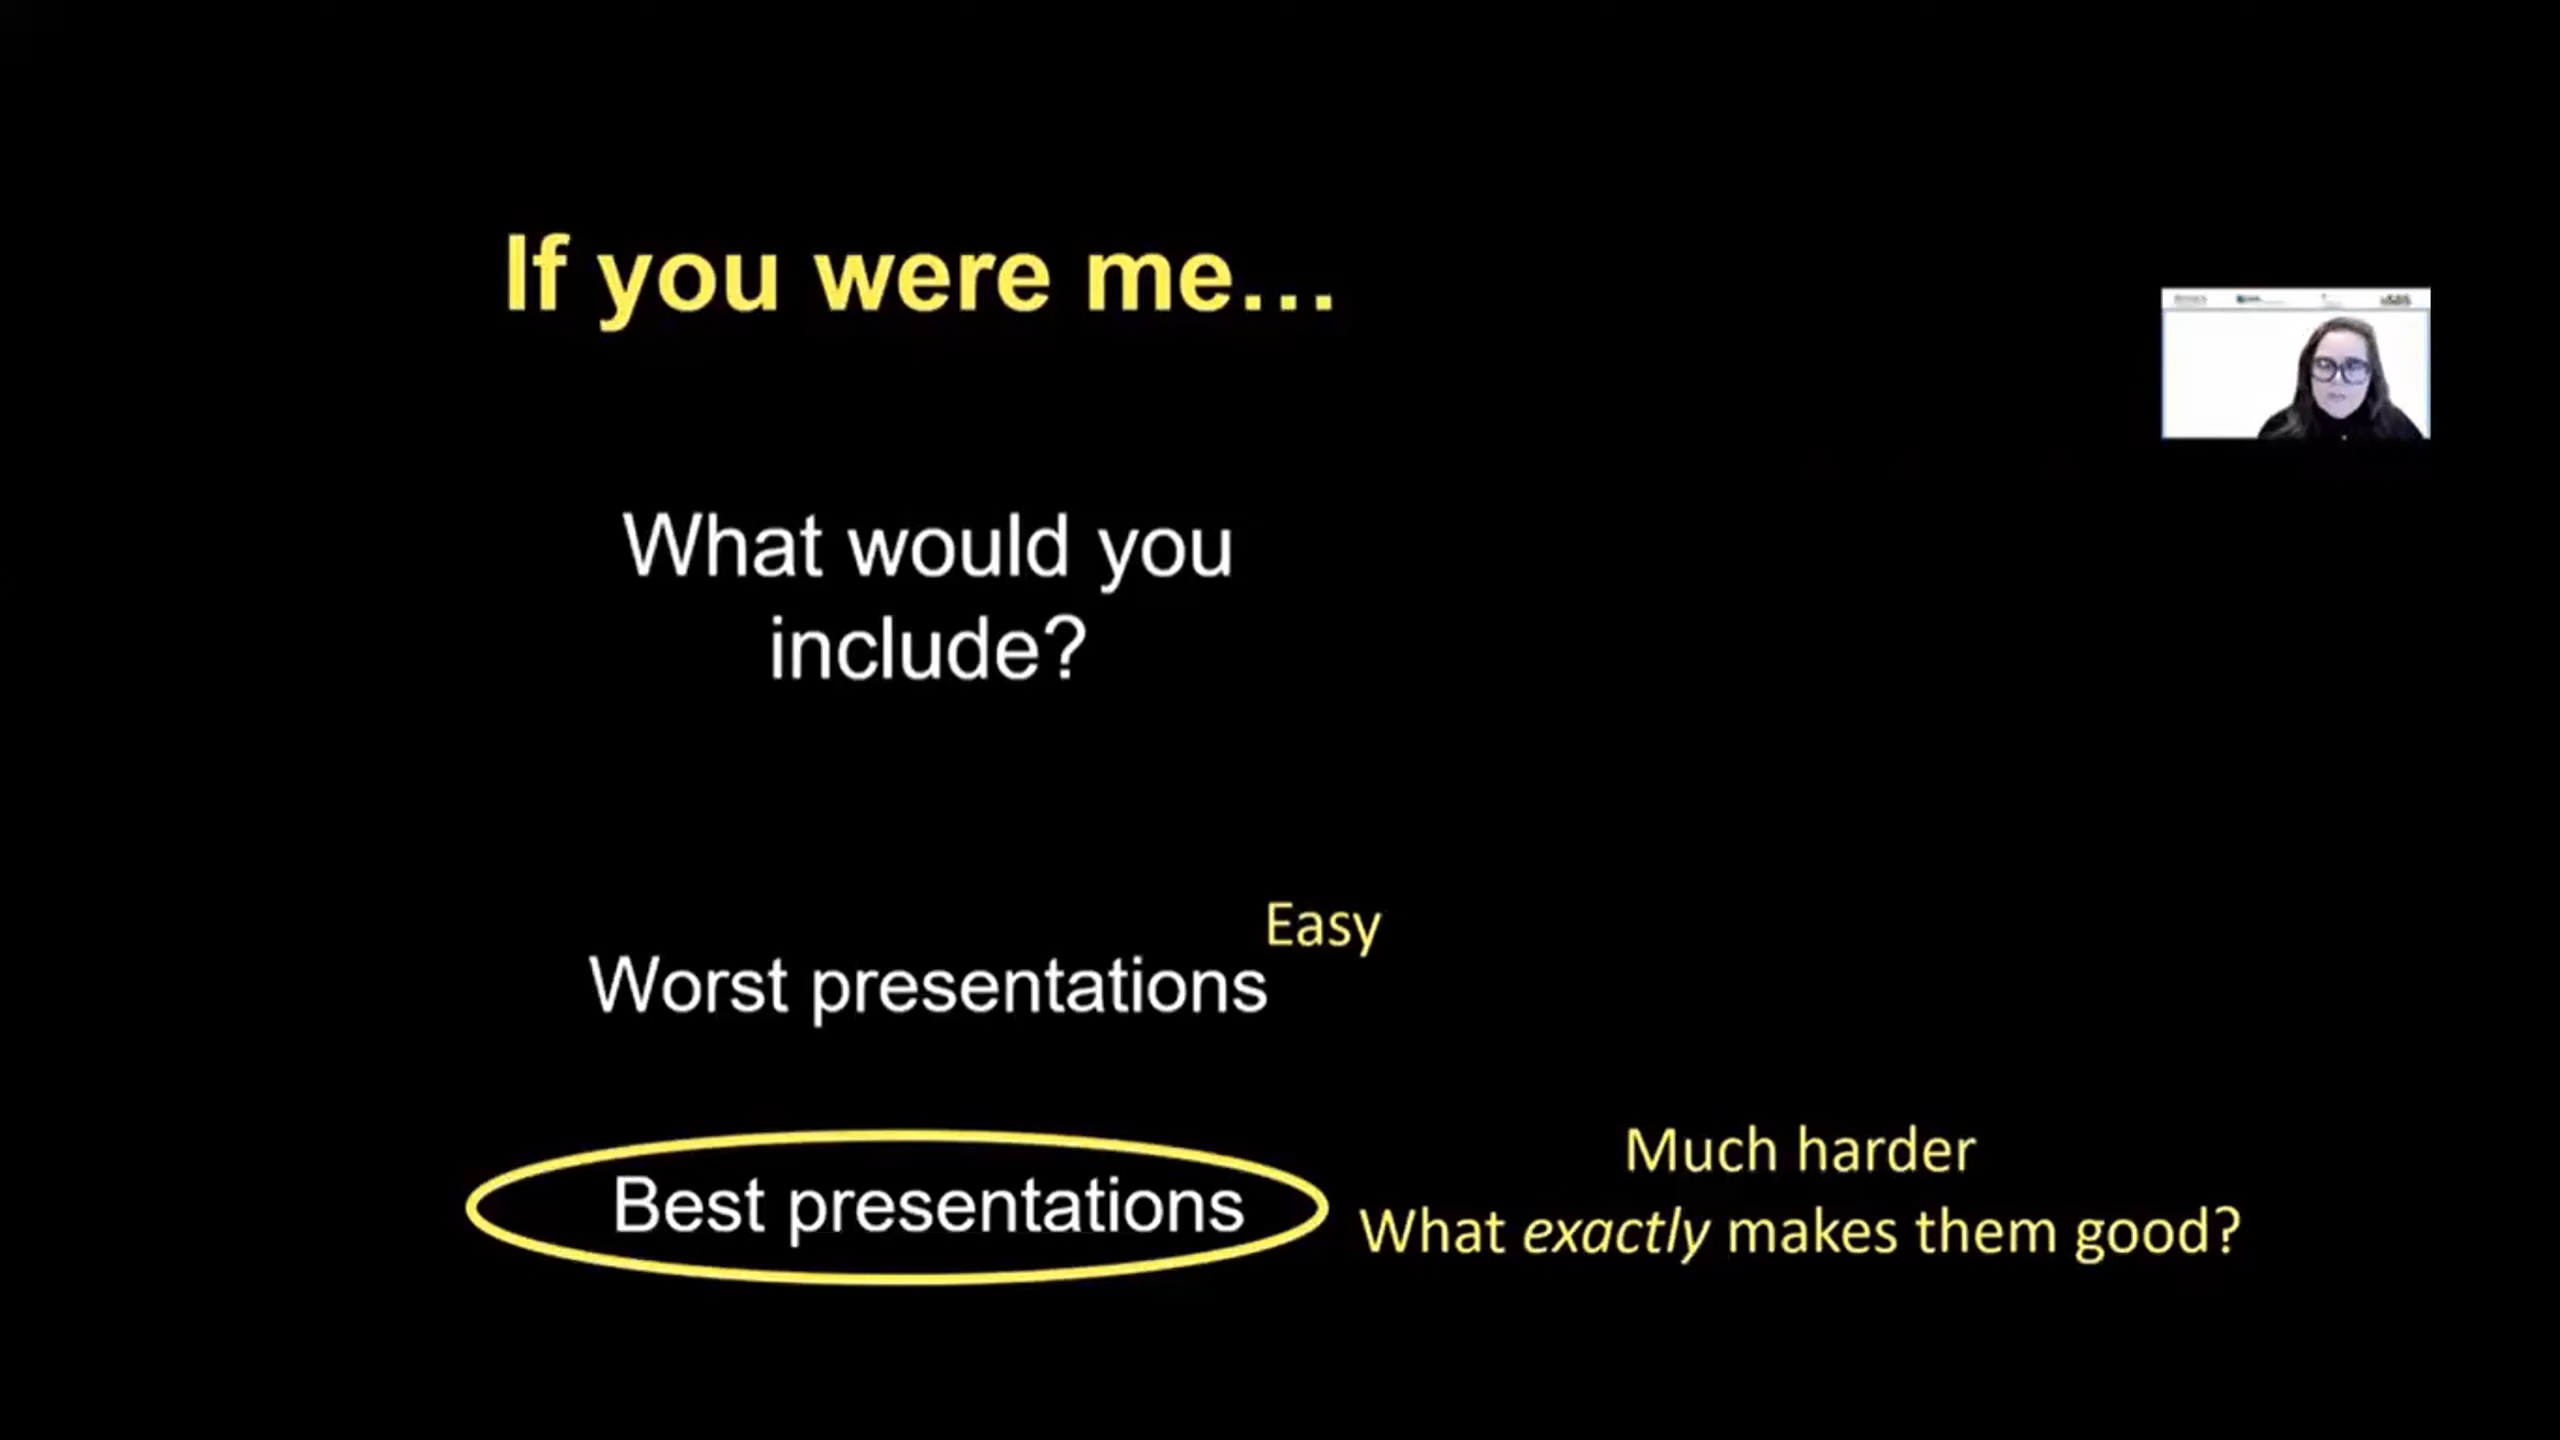 If you were me...
What would you
include?
Easy
Worst presentations
Much harder
Best presentations
What exactly makes them good?